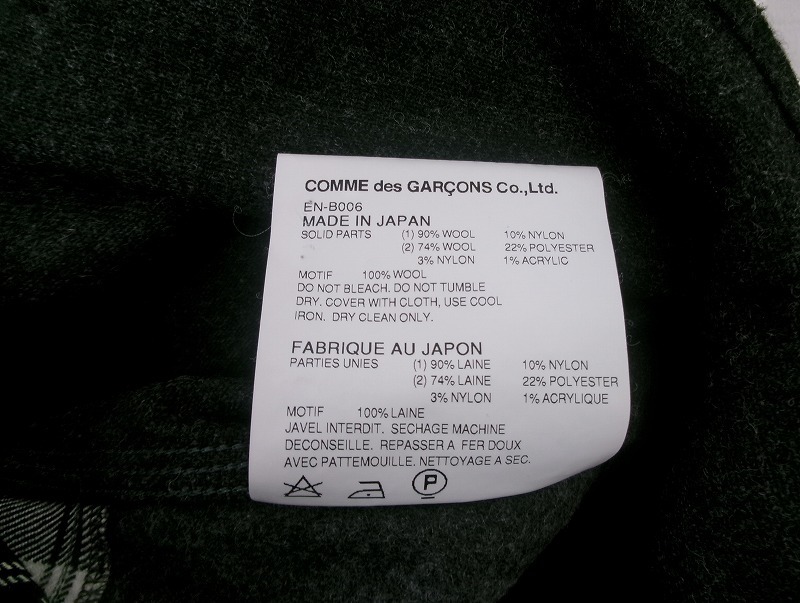 COMME des GARÇONS Co.,Ltd.
EN-B006
MADE IN JAPAN
SOLID PARTS (1) 90% WOOL 10% NYLON
(2) 74% WOOL 22% POLYESTER
3% NYLON 1% ACRYLIC
MOTIF 100% WOOL
DO NOT BLEACH. DO NOT TUMBLE
DRY. COVER WITH CLOTH, USE COOL
IRON. DRY CLEAN ONLY.
FABRIQUE AU JAPON
PARTIES UNIES (1) 90% LAINE 10% NYLON
(2) 74% LAINE 22% POLYESTER
3% NYLON 1% ACRYLIQUE
MOTIF 100% LAINE
JAVEL INTERDIT. SECHAGE MACHINE
DECONSEILLE. REPASSER A FER DOUX
AVEC PATTEMOUILLE. NETTOYAGE A SEC.
P